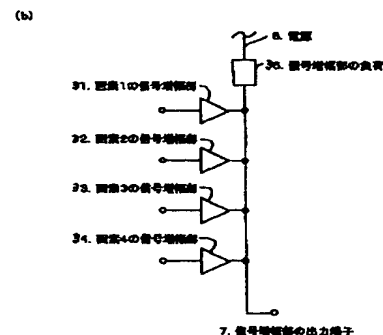 (b)
6. 電源
36. 信号増幅部の負荷
31. 画素1の信号増幅部
32. 画素2の信号増幅部
33. 画素3の信号増幅部
34. 画素4の信号増幅部
7. 信号増幅部の出力端子